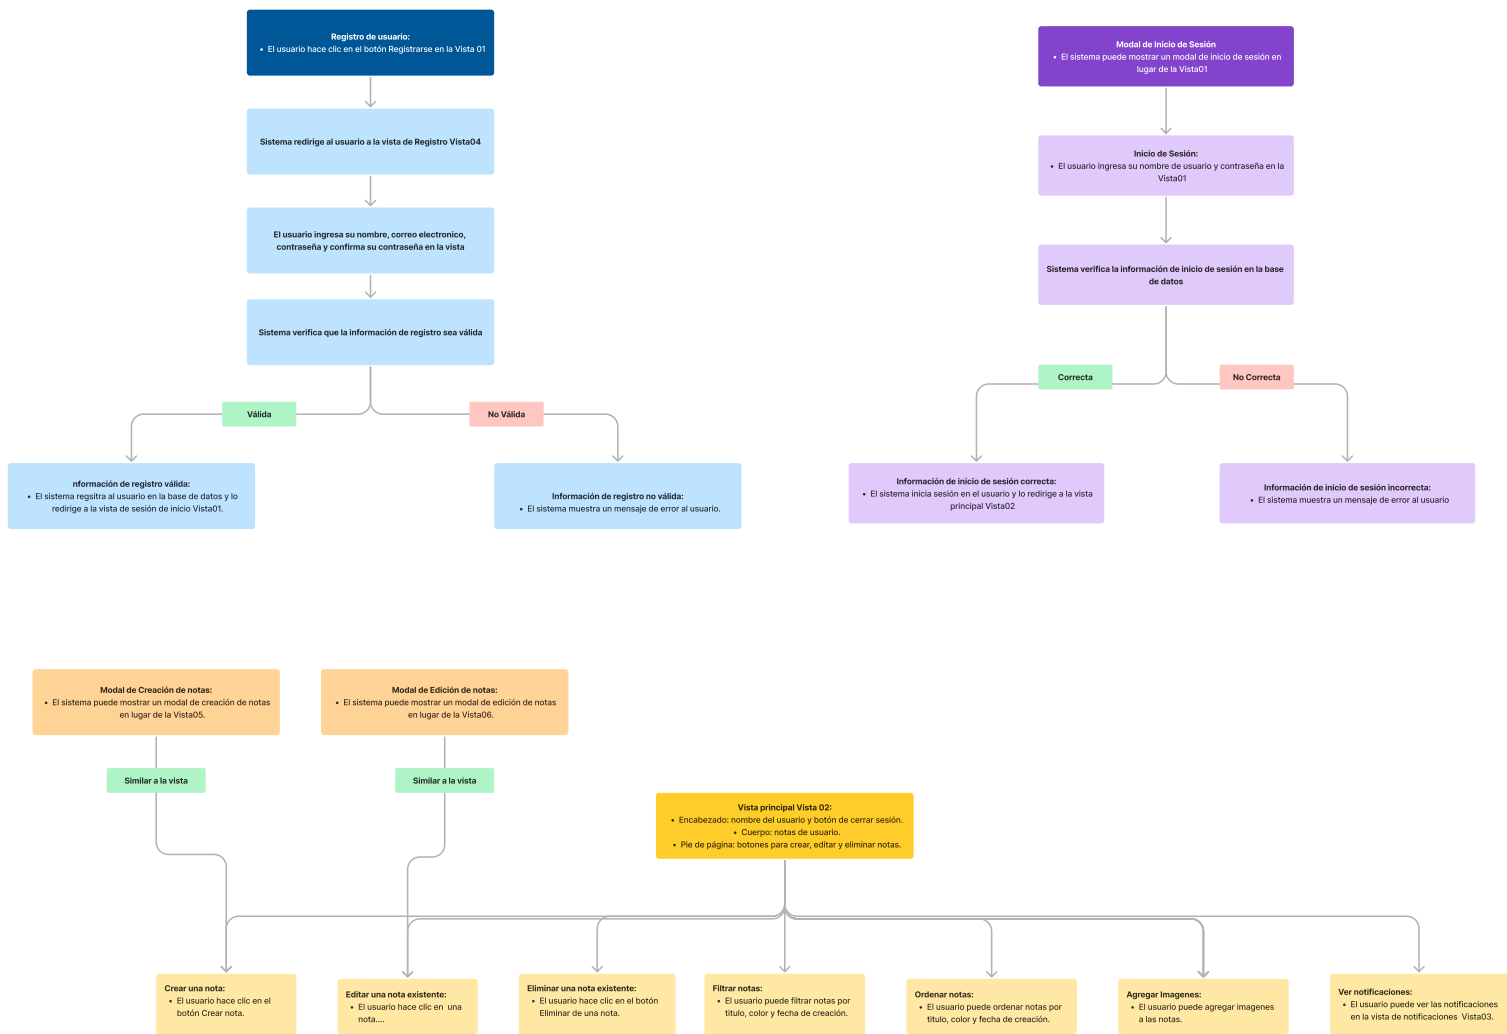 Registro de usuario:
• El usuario hace clic en el botón Registrarse en la Vista 01
Sistema redirige al usuario a la vista de Registro Vista04
El usuario ingresa su nombre, correo electronico,
contraseña y confirma su contraseña en la vista
Sistema verifica que la información de registro sea válida
Válida
No Válida
nformación de registro válida:
• El sistema regsitra al usuario en la base de datos y lo
redirige a la vista de sesión de inicio Vista01.
Información de registro no válida:
• El sistema muestra un mensaje de error al usuario.
Modal de Inicio de Sesión
• El sistema puede mostrar un modal de inicio de sesión en
lugar de la Vista01
Inicio de Sesión:
• El usuario ingresa su nombre de usuario y contraseña en la
Vista01
Sistema verifica la información de inicio de sesión en la base
de datos
Correcta
No Correcta
Información de inicio de sesión correcta:
• El sistema inicia sesión en el usuario y lo redirige a la vista
principal Vista02
Información de inicio de sesión incorrecta:
• El sistema muestra un mensaje de error al usuario
Modal de Creación de notas:
• El sistema puede mostrar un modal de creación de notas
en lugar de la Vista05.
Similar a la vista
Modal de Edición de notas:
• El sistema puede mostrar un modal de edición de notas
en lugar de la Vista06.
Similar a la vista
Vista principal Vista 02:
• Encabezado: nombre del usuario y botón de cerrar sesión.
• Cuerpo: notas de usuario.
• Pie de página: botones para crear, editar y eliminar notas.
Crear una nota:
• El usuario hace clic en el
botón Crear nota.
Editar una nota existente:
• El usuario hace clic en una
nota....
Eliminar una nota existente:
• El usuario hace clic en el botón
Eliminar de una nota.
Filtrar notas:
• El usuario puede filtrar notas por
titulo, color y fecha de creación.
Ordenar notas:
• El usuario puede ordenar notas por
titulo, color y fecha de creación.
Agregar Imagenes:
• El usuario puede agregar imagenes
a las notas.
Ver notificaciones:
• El usuario puede ver las notificaciones
en la vista de notificaciones Vista03.